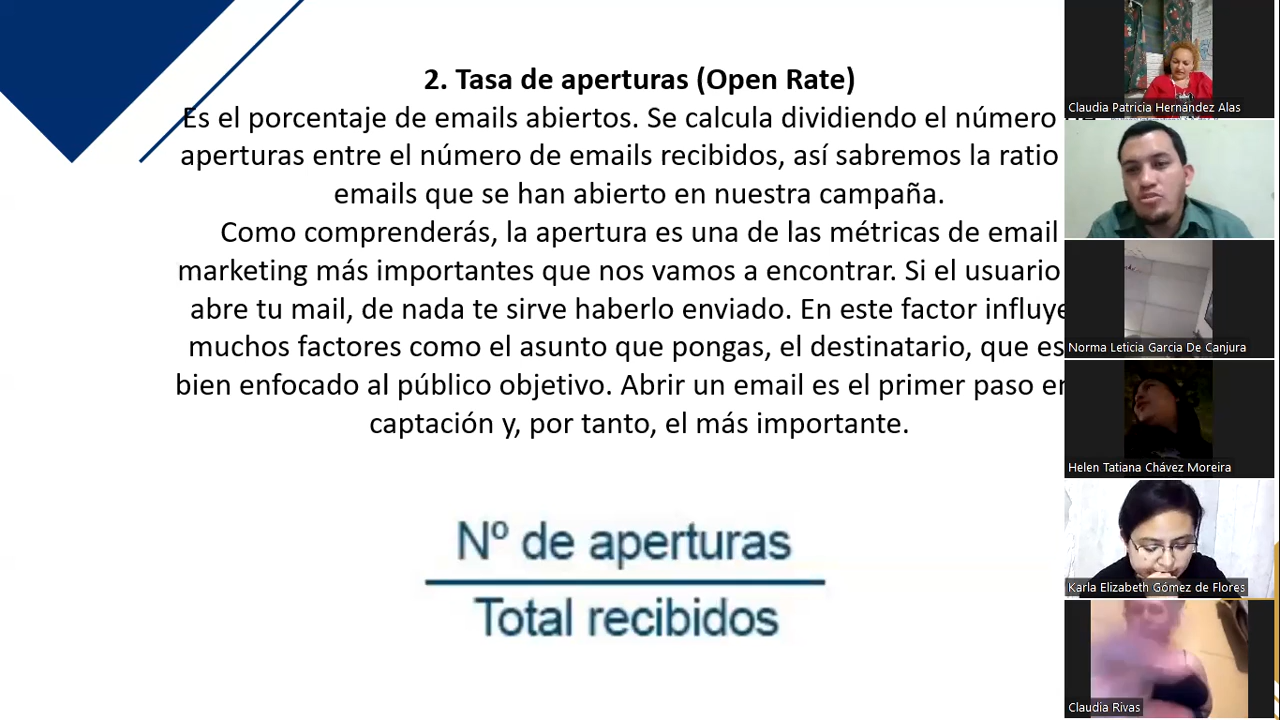 2. Tasa de aperturas (Open Rate)
Es el porcentaje de emails abiertos. Se calcula dividiendo el número
aperturas entre el número de emails recibidos, así sabremos la ratio
emails que se han abierto en nuestra campaña.
Como comprenderás, la apertura es una de las métricas de email
marketing más importantes que nos vamos a encontrar. Si el usuario
abre tu mail, de nada te sirve haberlo enviado. En este factor influye
muchos factores como el asunto que pongas, el destinatario, que es
bien enfocado al público objetivo. Abrir un email es el primer paso en
captación y, por tanto, el más importante.
Nº de aperturas
Total recibidos
Claudia Patricia Hernández Alas
Norma Leticia Garcia De Canjura
Helen Tatiana Chávez Moreira
Karla Elizabeth Gómez de Flores
Claudia Rivas